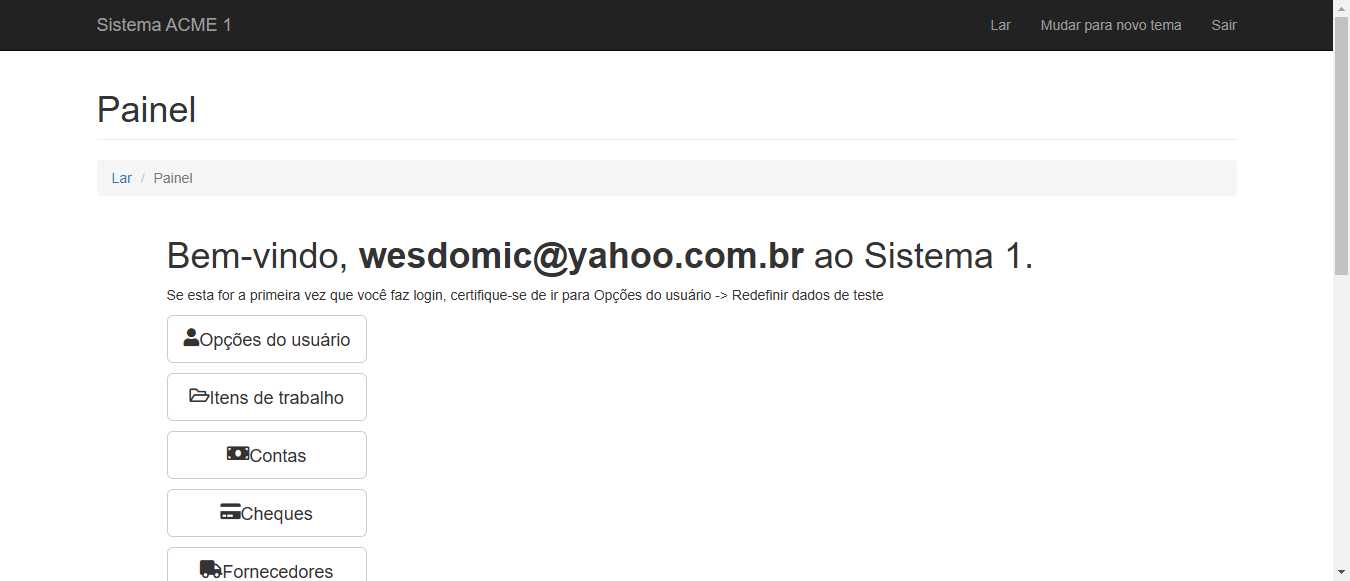 Sistema ACME 1
Lar
Mudar para novo tema
Sair
Painel
Lar / Painel
Bem-vindo, wesdomic@yahoo.com.br ao Sistema 1.
Se esta for a primeira vez que você faz login, certifique-se de ir para Opções do usuário -> Redefinir dados de teste
Opções do usuário
Itens de trabalho
Contas
Cheques
Fornecedores